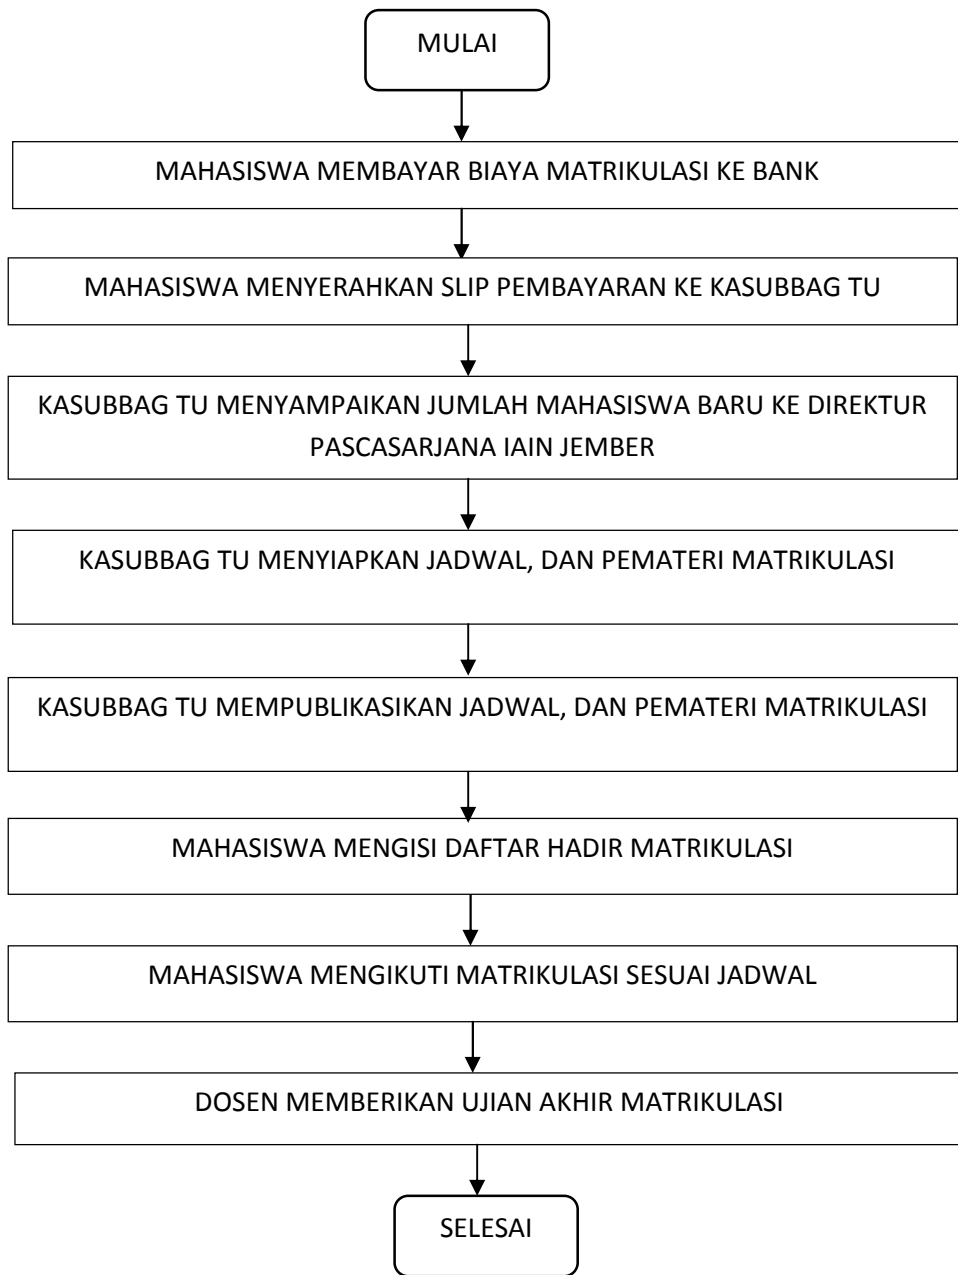 MULAI
MAHASISWA MEMBAYAR BIAYA MATRIKULASI KE BANK
MAHASISWA MENYERAHKAN SLIP PEMBAYARAN KE KASUBBAG TU
KASUBBAG TU MENYAMPAIKAN JUMLAH MAHASISWA BARU KE DIREKTUR
PASCASARJANA IAIN JEMBER
KASUBBAG TU MENYIAPKAN JADWAL, DAN PEMATERI MATRIKULASI
KASUBBAG TU MEMPUBLIKASIKAN JADWAL, DAN PEMATERI MATRIKULASI
MAHASISWA MENGISI DAFTAR HADIR MATRIKULASI
MAHASISWA MENGIKUTI MATRIKULASI SESUAI JADWAL
DOSEN MEMBERIKAN UJIAN AKHIR MATRIKULASI
SELESAI